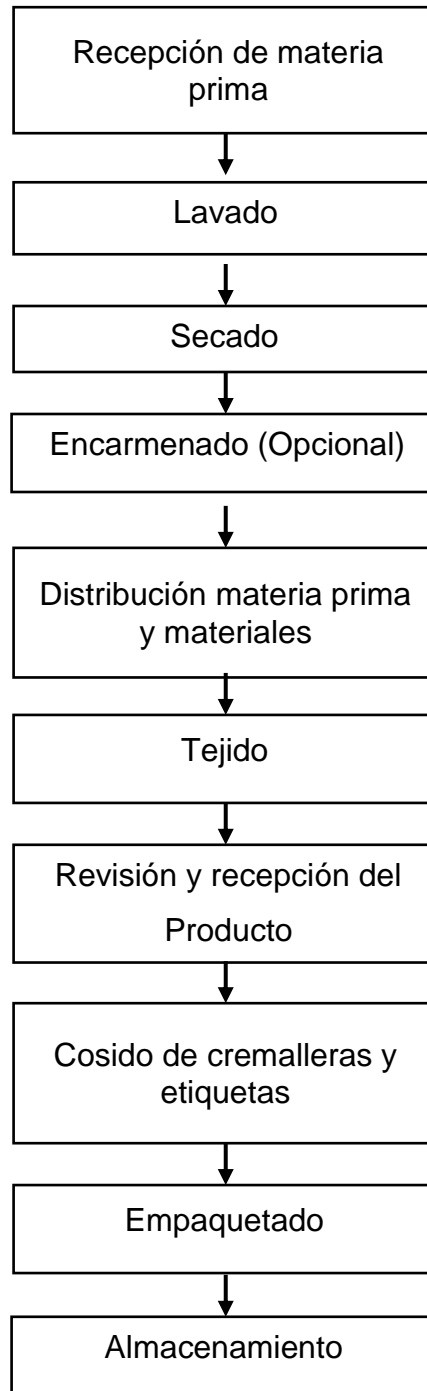 Recepción de materia
prima
Lavado
Secado
Encarmenado (Opcional)
Distribución materia prima
y materiales
Tejido
Revisión y recepción del
Producto
Cosido de cremalleras y
etiquetas
Empaquetado
Almacenamiento